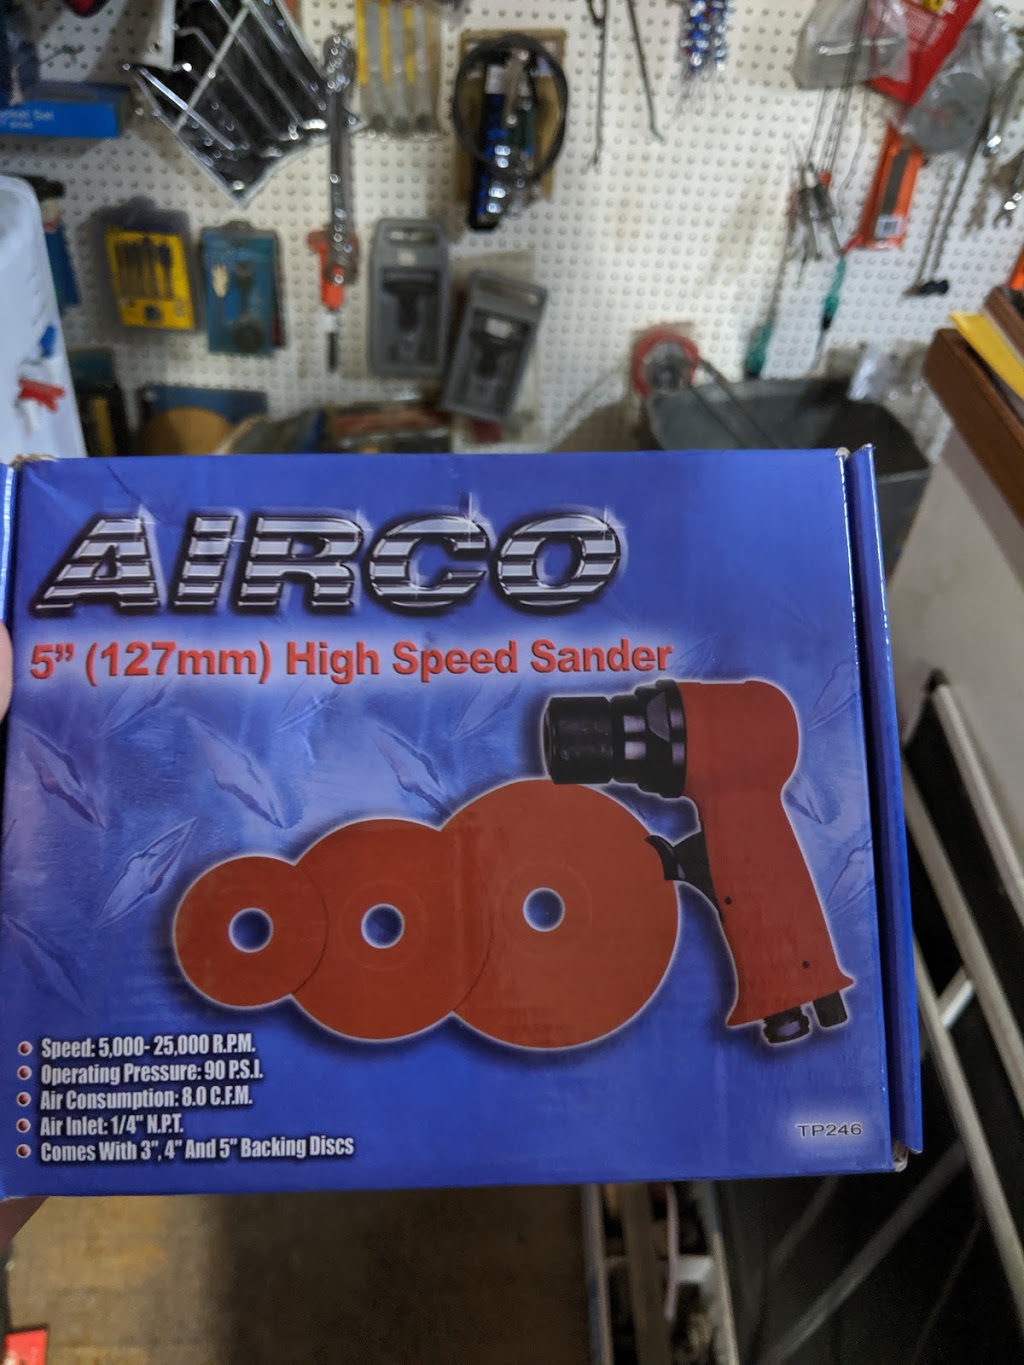 AIRCO
5" (127mm) High Speed Sander
Speed: 5,000- 25,000 R.P.M.
Operating Pressure: 90 P.S.I.
Air Consumption: 8.0 C.F.M.
Air Inlet: 1/4" N.P.T.
Comes With 3", 4" And 5" Backing Discs
TP246